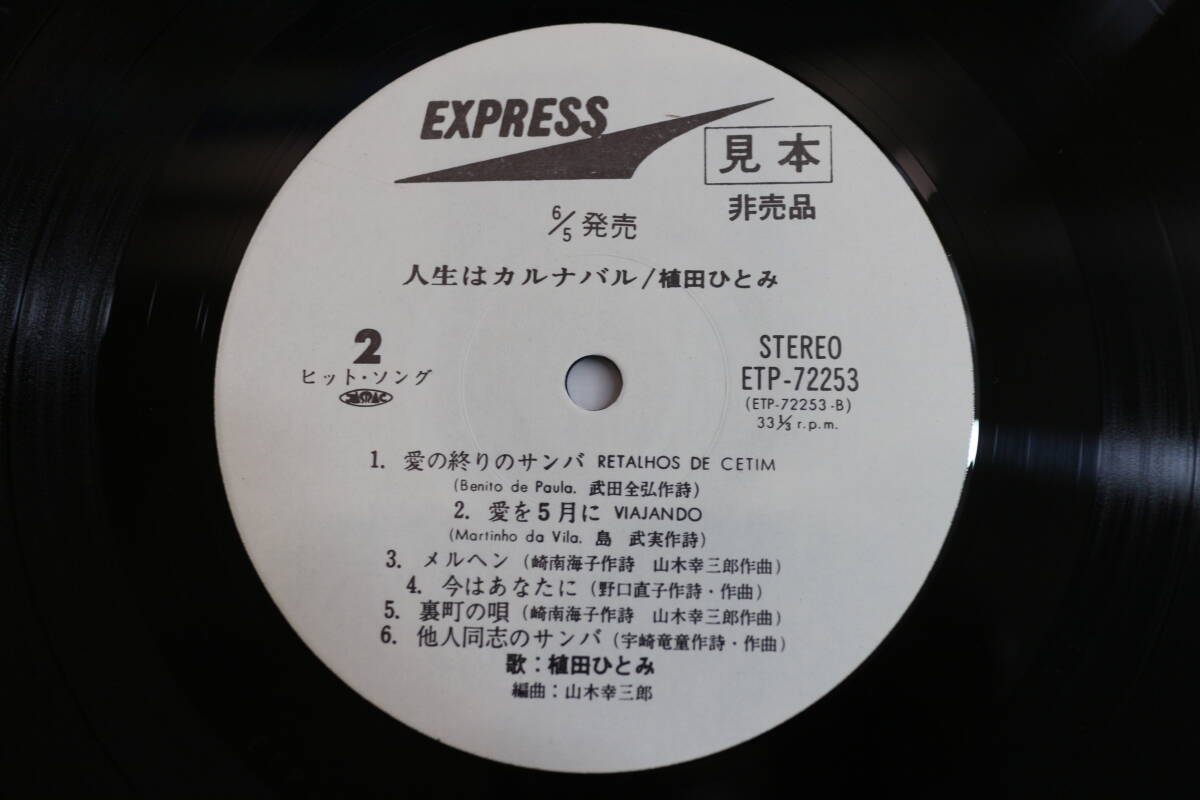 EXPRESS
見本
非売品
6/5 発売
人生はカルナバル/植田ひとみ
2
ヒット・ソング
STEREO
ETP-72253
(ETP-72253-B)
33⅓ r.p.m.
1. 愛の終りのサンバ RETALHOS DE CETIM
(Benito de Paula. 武田全弘作詩)
2. 愛を5月に VIAJANDO
(Martinho da Vila. 島 武実作詩)
3. メルヘン(崎南海子作詩 山木幸三郎作曲)
4. 今はあなたに(野口直子作詩・作曲)
5. 裏町の唄(崎南海子作詩 山木幸三郎作曲)
6. 他人同志のサンバ(宇崎竜童作詩・作曲)
歌:植田ひとみ
編曲:山木幸三郎